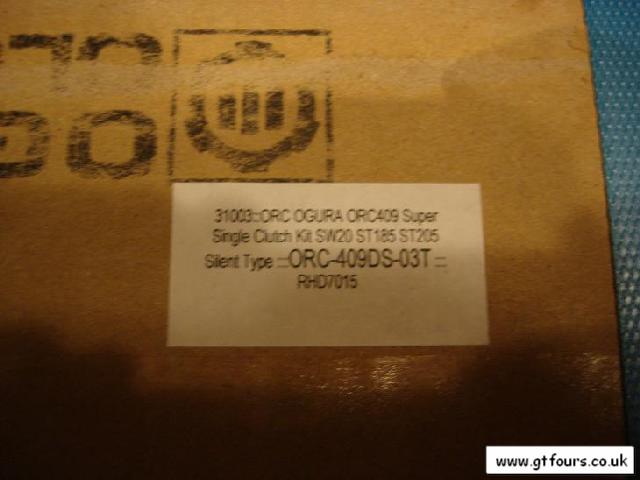 31003::ORC OGURA ORC409 Super
Single Clutch Kit SW20 ST185 ST205
Silent Type :::ORC-409DS-03T :::
RHD7015
www.gtfours.co.uk